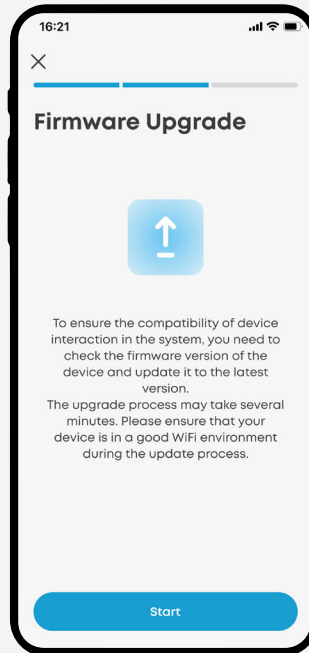 16:21
Firmware Upgrade
To ensure the compatibility of device
interaction in the system, you need to
check the firmware version of the
device and update it to the latest
version.
The upgrade process may take several
minutes. Please ensure that your
device is in a good WiFi environment
during the update process.
Start